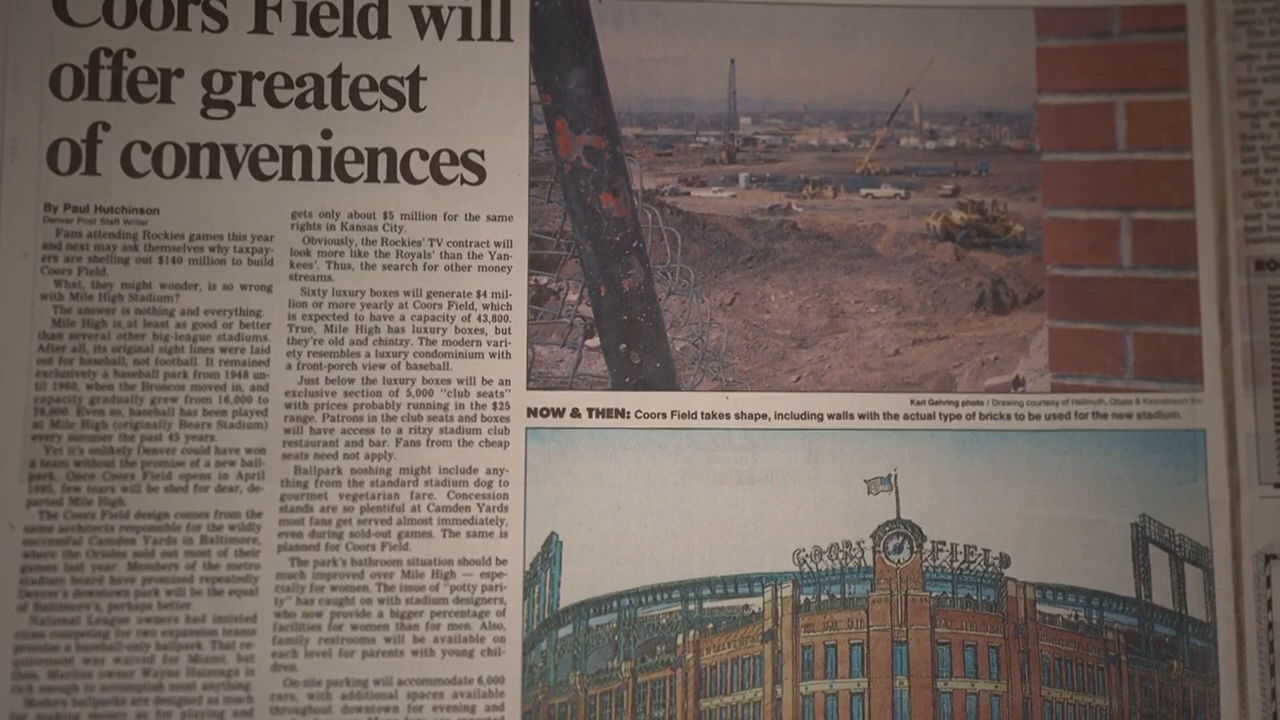 Coors Field will
offer greatest
of conveniences
By Paul Hutchinson
Denver Post Staff Writer
Fans attending Rockies games this year
and next may ask themselves why taxpay-
ers are shelling out $140 million to build
Coors Field.
What, they might wonder, is so wrong
with Mile High Stadium?
The answer is nothing and everything.
Mile High is at least as good or better
than several other big-league stadiums.
After all, its original sight lines were laid
out for baseball, not football. It remained
exclusively a baseball park from 1948 un-
til 1960, when the Broncos moved in, and
capacity gradually grew from 16,000 to
76,000. Even so, baseball has been played
at Mile High (originally Bears Stadium)
every summer the past 45 years.
Yet it's unlikely Denver could have won
a team without the promise of a new ball-
park. Once Coors Field opens in April
1995, few tears will be shed for dear, de-
parted Mile High.
The Coors Field design comes from the
same architects responsible for the wildly
successful Camden Yards in Baltimore,
where the Orioles sold out most of their
games last year. Members of the metro
stadium board have promised repeatedly
Denver's downtown park will be the equal
of Baltimore's, perhaps better.
National League owners had insisted
cities competing for two expansion teams
promise a baseball-only ballpark. That re-
quirement was waived for Miami, but
then, Marlins owner Wayne Huizenga is
rich enough to accomplish most anything.
Modern ballparks are designed as much
for making money as for playing and
gets only about $5 million for the same
rights in Kansas City.
Obviously, the Rockies' TV contract will
look more like the Royals' than the Yan-
kees'. Thus, the search for other money
streams.
Sixty luxury boxes will generate $4 mil-
lion or more yearly at Coors Field, which
is expected to have a capacity of 43,800.
True, Mile High has luxury boxes, but
they're old and chintzy. The modern vari-
ety resembles a luxury condominium with
a front-porch view of baseball.
Just below the luxury boxes will be an
exclusive section of 5,000 "club seats"
with prices probably running in the $25
range. Patrons in the club seats and boxes
will have access to a ritzy stadium club
restaurant and bar. Fans from the cheap
seats need not apply.
Ballpark noshing might include any-
thing from the standard stadium dog to
gourmet vegetarian fare. Concession
stands are so plentiful at Camden Yards
most fans get served almost immediately,
even during sold-out games. The same is
planned for Coors Field.
The park's bathroom situation should be
much improved over Mile High — espe-
cially for women. The issue of "potty pari-
ty" has caught on with stadium designers,
who now provide a bigger percentage of
facilities for women than for men. Also,
family restrooms will be available on
each level for parents with young chil-
dren.
On-site parking will accommodate 6,000
cars, with additional spaces available
throughout downtown for evening and
Karl Gehring photo / Drawing courtesy of Hellmuth, Obata &
NOW & THEN: Coors Field takes shape, including walls with the actual type of bricks to be used for the new stadium.
COORS FIELD